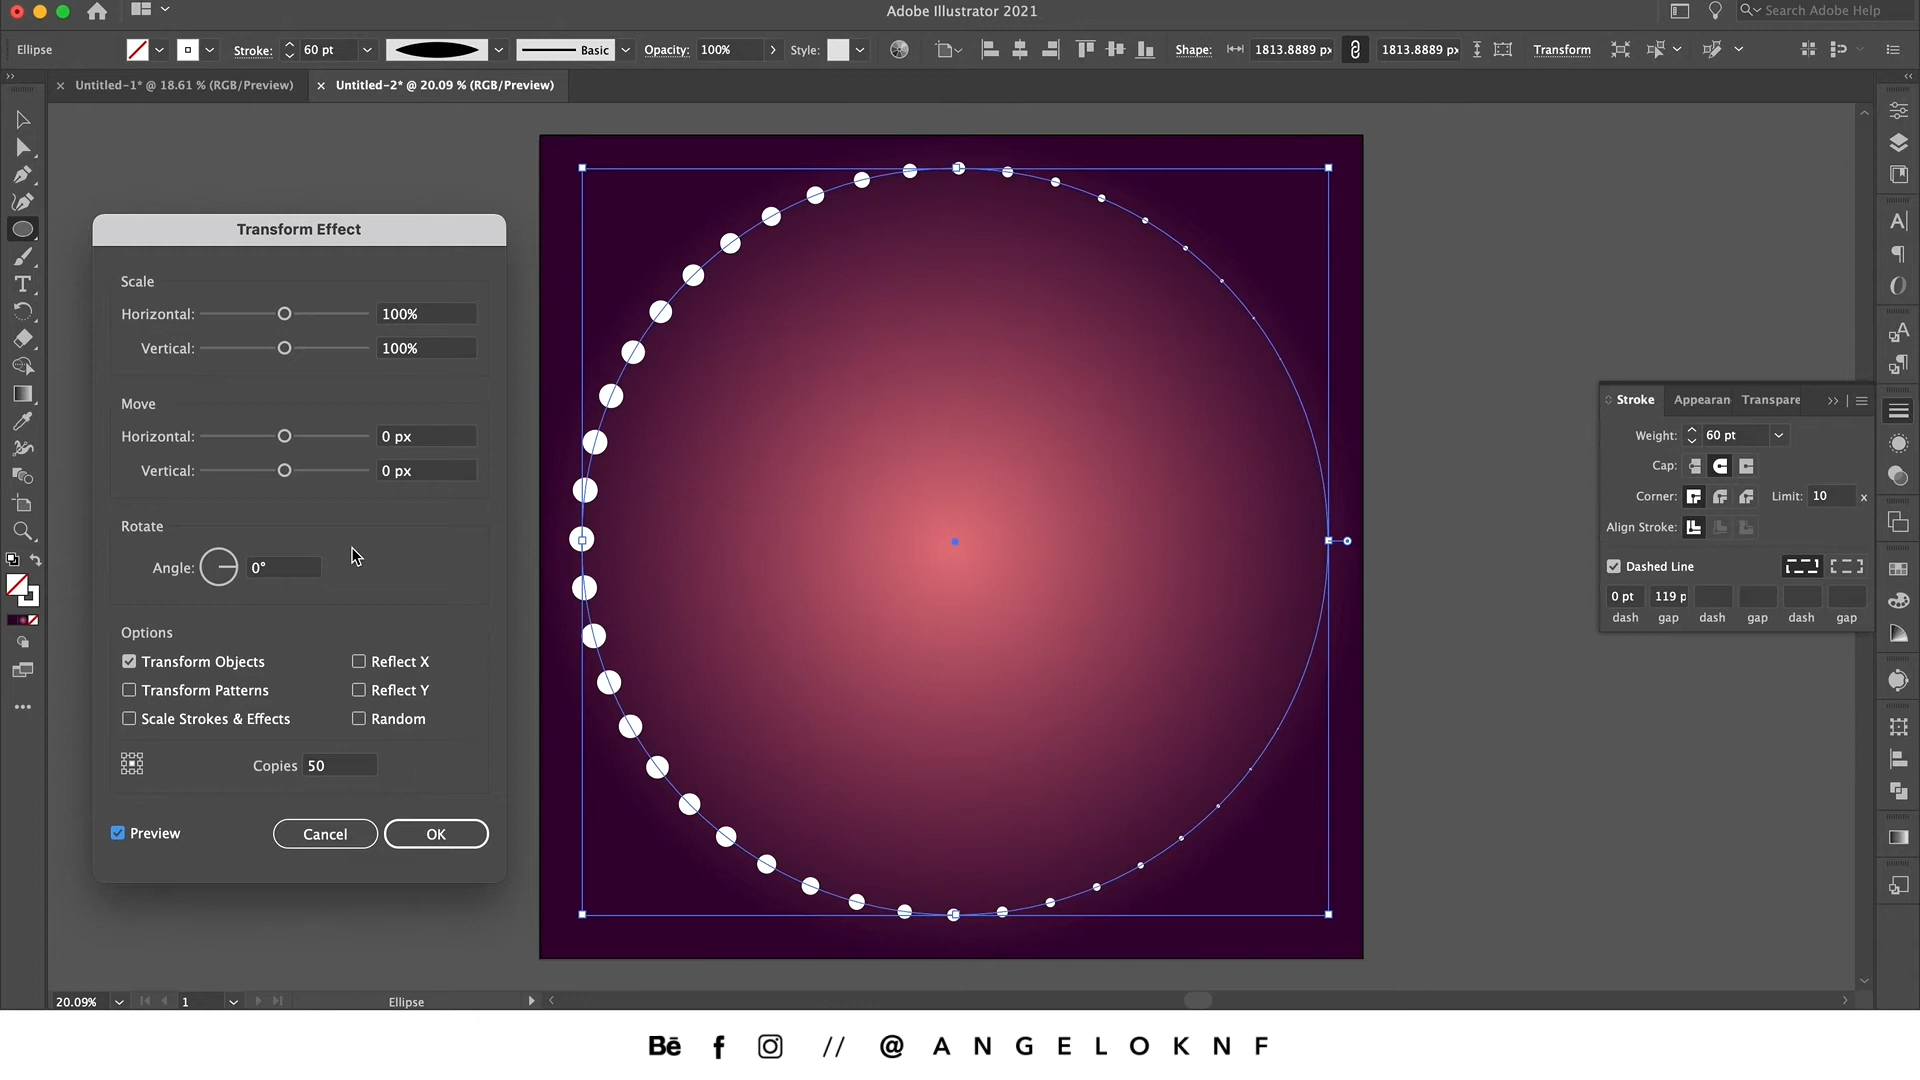 Adobe Illustrator 2021
Search Adobe Help
Ellipse
Stroke:
60 pt
Basic
Opacity:
100%
Style:
Shape:
1813.8889 px
1813.8889 px
Transform
Untitled-1* @ 18.61 % (RGB/Preview)
Untitled-2* @ 20.09 % (RGB/Preview)
Transform Effect
Scale
Horizontal:
100%
Vertical:
100%
Move
Horizontal:
0 px
Vertical:
0 px
Rotate
Angle:
0°
Options
Transform Objects
Reflect X
Transform Patterns
Reflect Y
Scale Strokes & Effects
Random
Copies
50
Preview
Cancel
OK
Stroke
Appearan
Transpare
Weight:
60 pt
Cap:
Corner:
Limit:
10
x
Align Stroke:
Dashed Line
0 pt
119 p
dash
gap
dash
gap
dash
gap
20.09%
1
Ellipse
Bē f // @ANGELOKNF